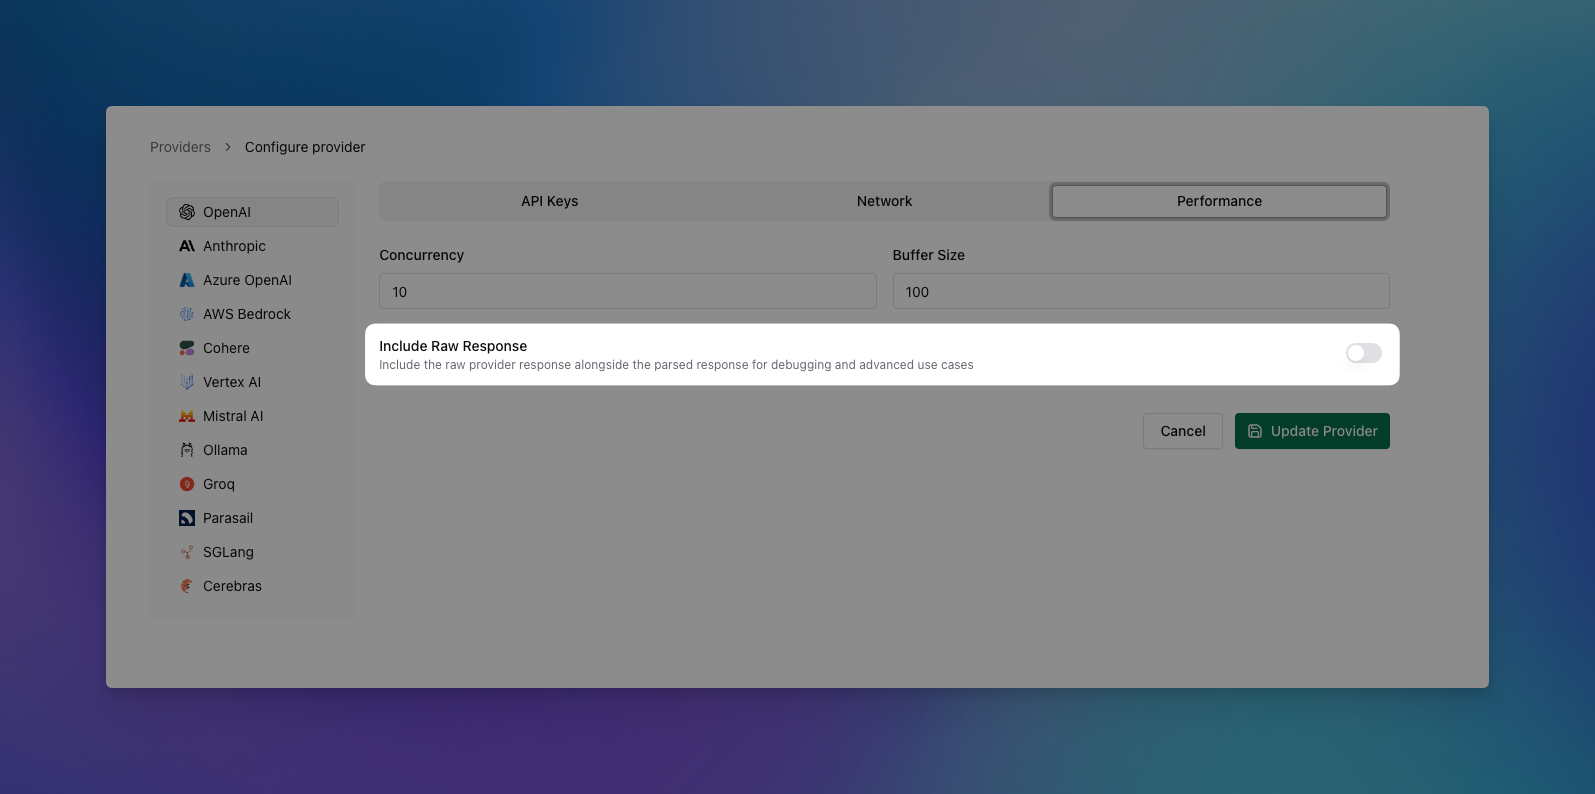 Providers > Configure provider
OpenAI
Anthropic
Azure OpenAI
AWS Bedrock
Cohere
Vertex AI
Mistral AI
Ollama
Groq
Parasail
SGLang
Cerebras
API Keys
Network
Performance
Concurrency
10
Buffer Size
100
Include Raw Response
Include the raw provider response alongside the parsed response for debugging and advanced use cases
Cancel
Update Provider